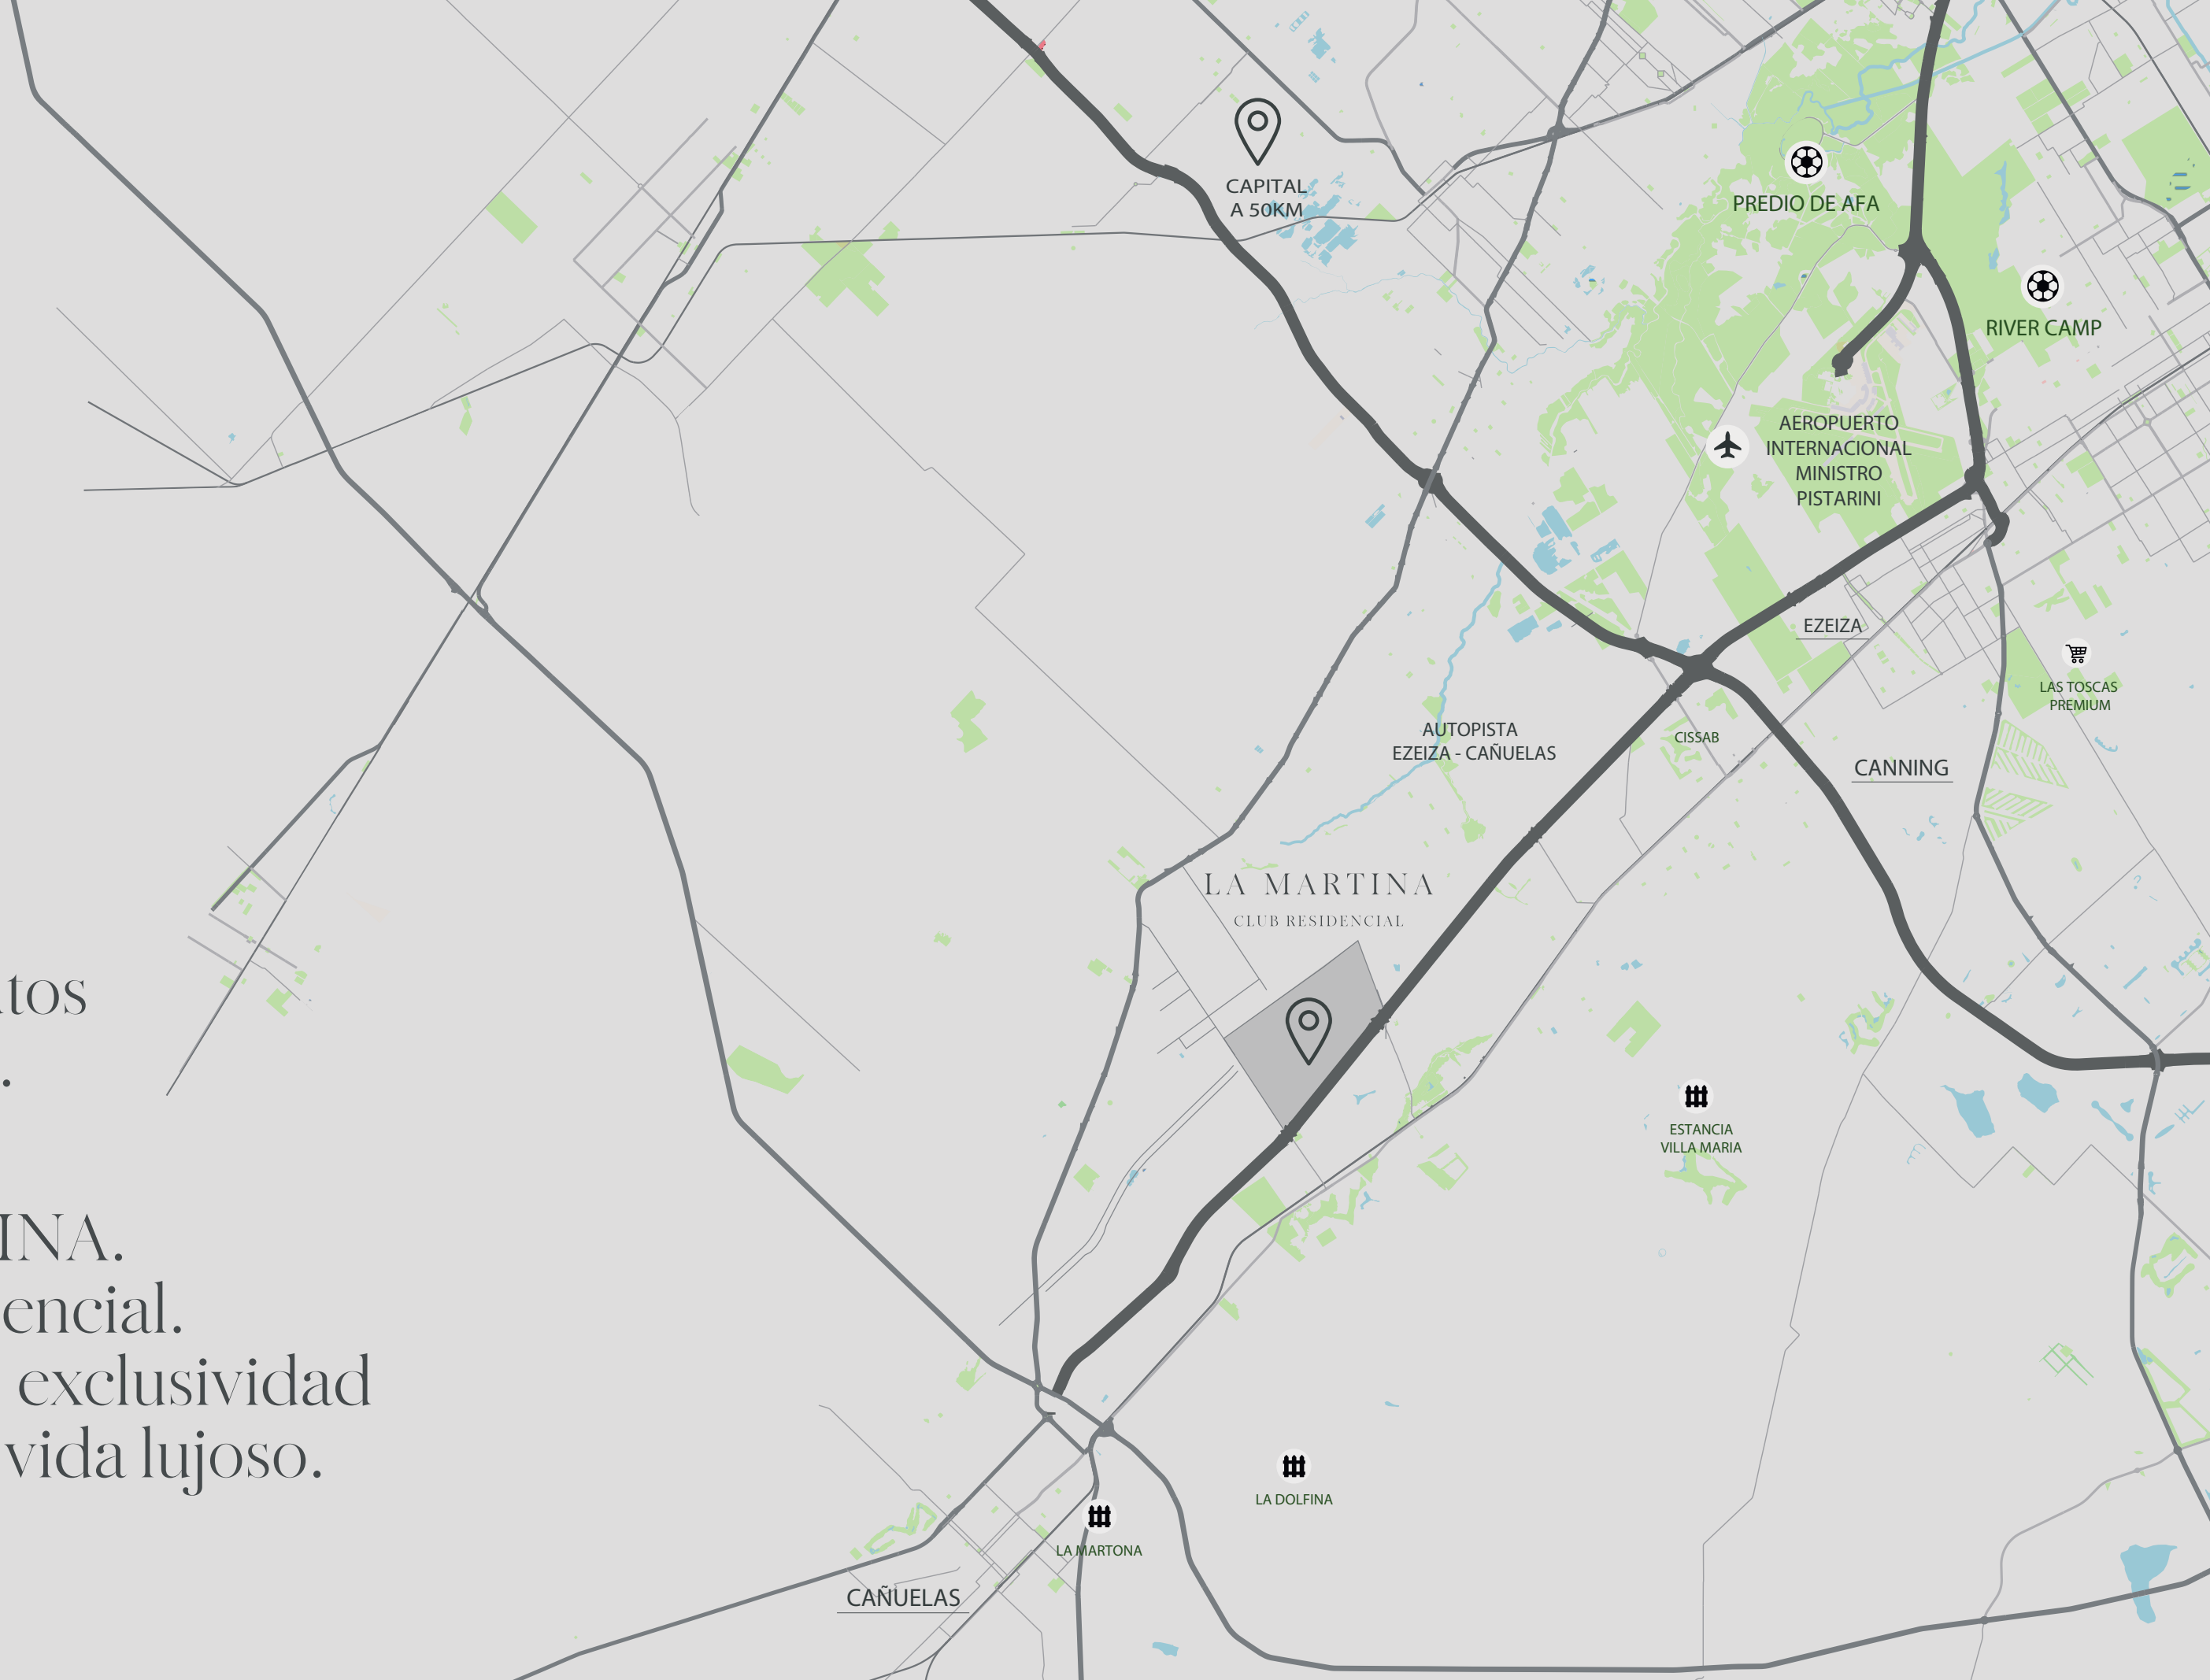 CAPITAL
A 50KM
PREDIO DE AFA
RIVER CAMP
AEROPUERTO
INTERNACIONAL
MINISTRO
PISTARINI
EZEIZA
LAS TOSCAS
PREMIUM
AUTOPISTA
EZEIZA - CAÑUELAS
CISSAB
CANNING
LA MARTINA
CLUB RESIDENCIAL
ESTANCIA
VILLA MARIA
LA DOLFINA
LA MARTONA
CAÑUELAS
tos
.
INA.
encial.
exclusividad
vida lujoso.